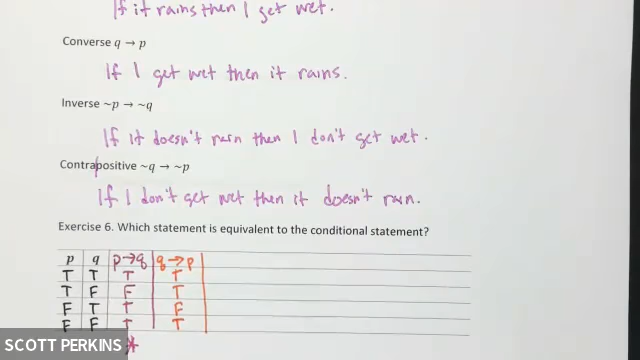 If it rains then I get wet.
Converse q → p
If I get wet then it rains.
Inverse ~p → ~q
If it doesn't rain then I don't get wet.
Contrapositive ~q → ~p
If I don't get wet then it doesn't rain.
Exercise 6. Which statement is equivalent to the conditional statement?
p q p→q q→p
T T T T
T F F T
F T T F
F F T T
*
SCOTT PERKINS